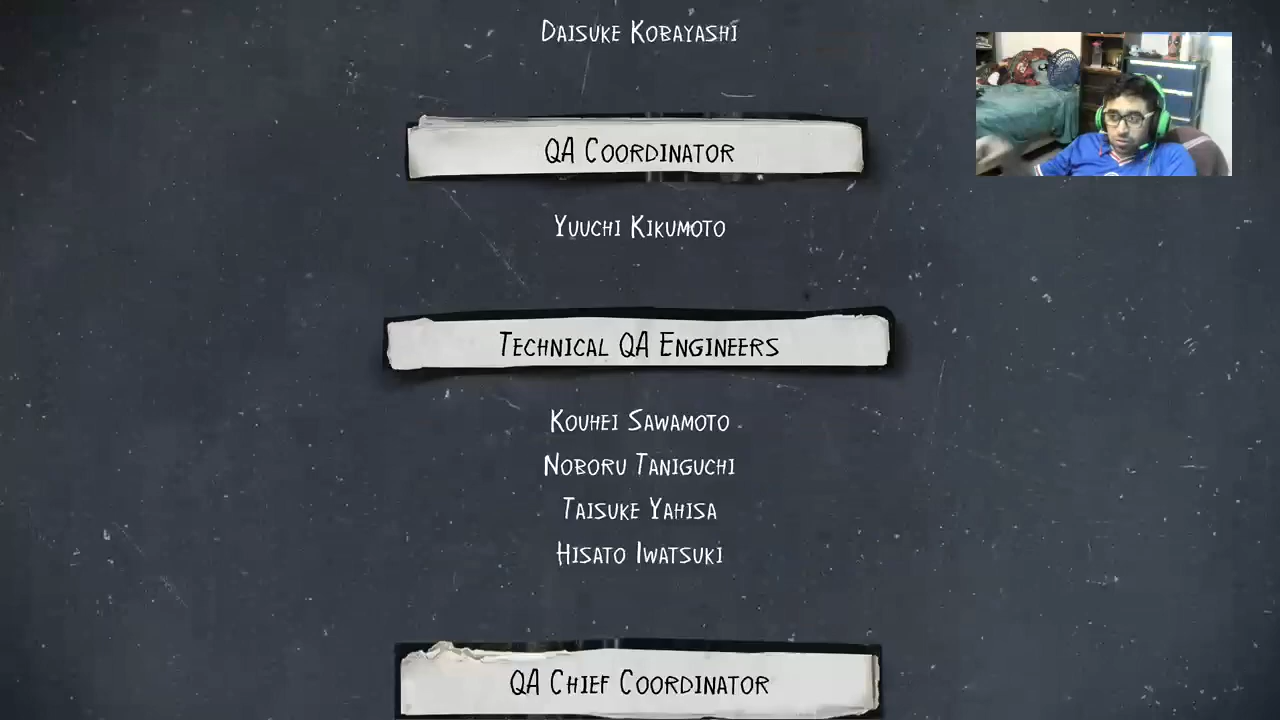 Daisuke Kobayashi
QA Coordinator
Yuuchi Kikumoto
Technical QA Engineers
Kouhei Sawamoto
Noboru Taniguchi
Taisuke Yahisa
Hisato Iwatsuki
QA Chief Coordinator